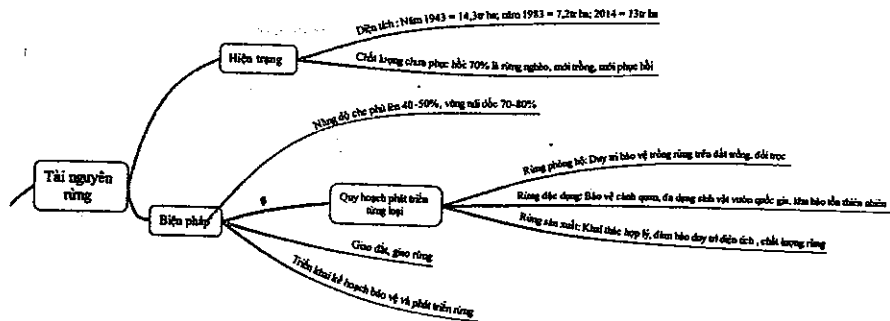 Diện tích : Năm 1943 = 14,3tr ha; năm 1983 = 7,2tr ha; 2014 = 13tr ha
Hiện trạng
Chất lượng chưa phục hồi: 70% là rừng nghèo, mới trồng, mới phục hồi
Nâng độ che phủ lên 40-50%, vùng núi dốc 70-80%
Tài nguyên
rừng
Rừng phòng hộ: Duy trì bảo vệ trồng rừng trên đất trống, đồi trọc
Quy hoạch phát triển
từng loại
Rừng đặc dụng: Bảo vệ cảnh quan, đa dạng sinh vật vườn quốc gia, khu bảo tồn thiên nhiên
Biện pháp
Rừng sản xuất: Khai thác hợp lý, đảm bảo duy trì diện tích , chất lượng rừng
Giao đất, giao rừng
Triển khai kế hoạch bảo vệ và phát triển rừng